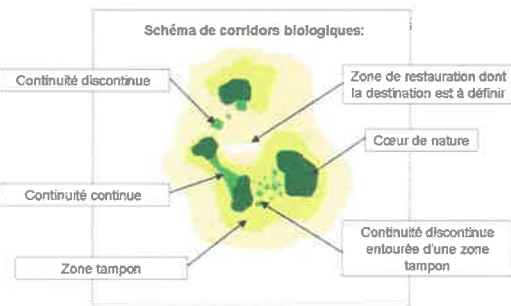 Schéma de corridors biologiques:
Continuité discontinue
Zone de restauration dont
la destination est à définir
Cœur de nature
Continuité continue
Continuité discontinue
entourée d'une zone
tampon
Zone tampon